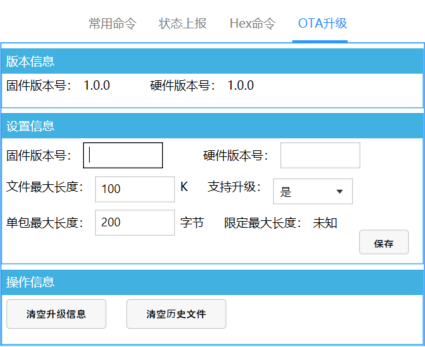 常用命令 状态上报 Hex命令 OTA升级
版本信息
固件版本号： 1.0.0 硬件版本号： 1.0.0
设置信息
固件版本号： 硬件版本号：
文件最大长度： 100 K 支持升级： 是
单包最大长度： 200 字节 限定最大长度： 未知
保存
操作信息
清空升级信息 清空历史文件